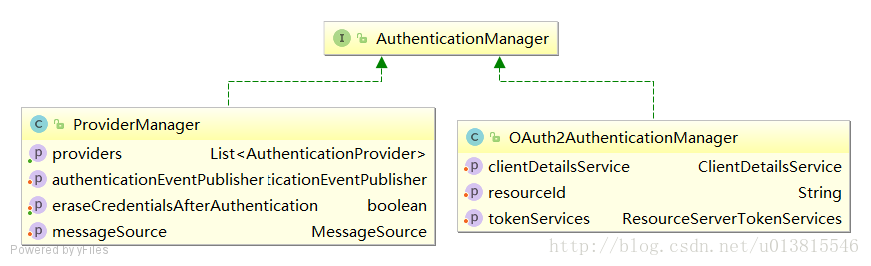 I AuthenticationManager
C ProviderManager
p providers List<AuthenticationProvider>
p authenticationEventPublisher :icationEventPublisher
p eraseCredentialsAfterAuthentication boolean
p messageSource MessageSource
C OAuth2AuthenticationManager
p clientDetailsService ClientDetailsService
p resourceId String
p tokenServices ResourceServerTokenServices
Powered by yFiles
http://blog.csdn.net/u013815546